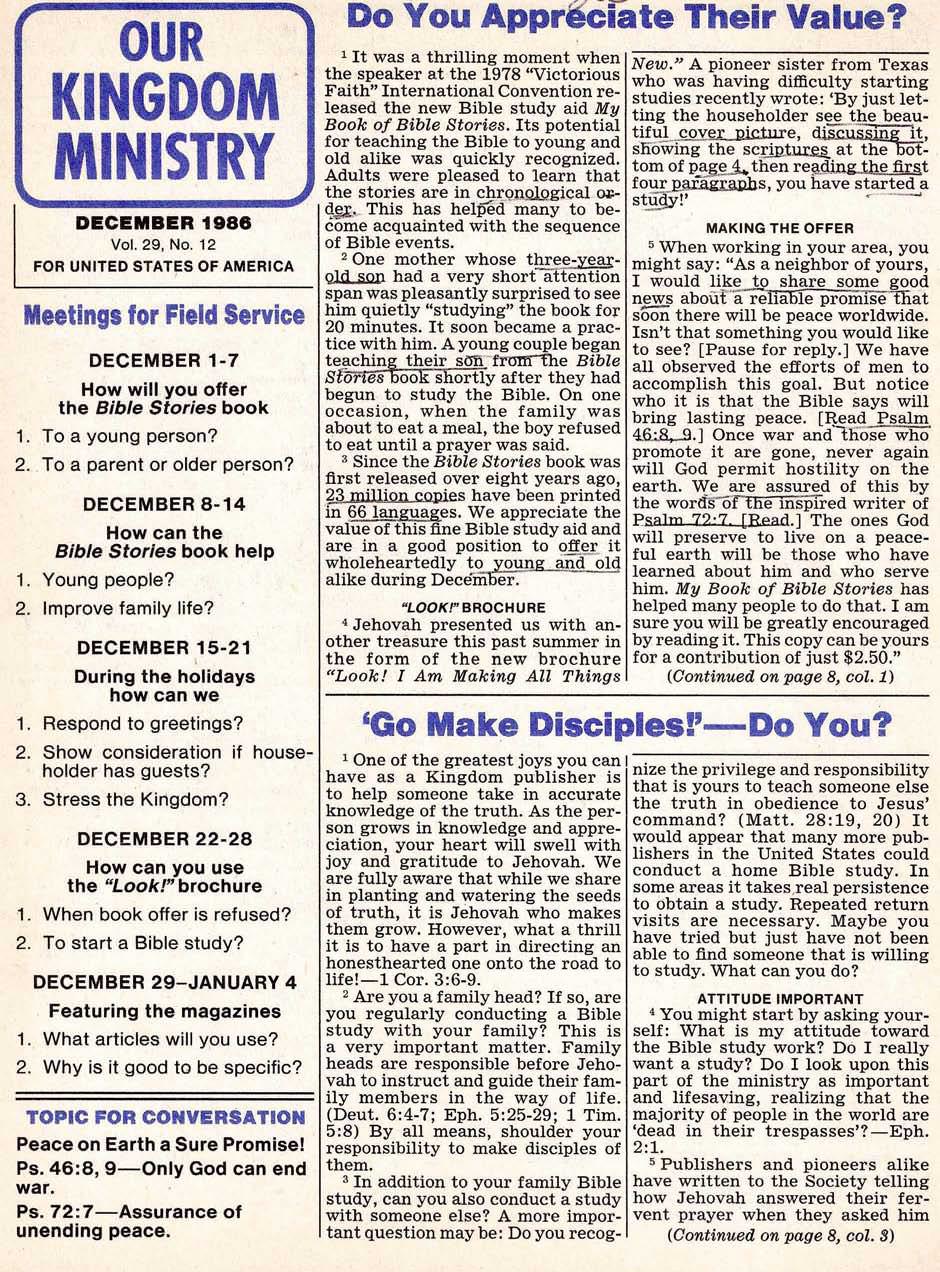 OUR
KINGDOM
MINISTRY
DECEMBER 1986
Vol. 29, No. 12
FOR UNITED STATES OF AMERICA
Meetings for Field Service
DECEMBER 1-7
How will you offer
the Bible Stories book
1. To a young person?
2. To a parent or older person?
DECEMBER 8-14
How can the
Bible Stories book help
1. Young people?
2. Improve family life?
DECEMBER 15-21
During the holidays
how can we
1. Respond to greetings?
2. Show consideration if house-
holder has guests?
3. Stress the Kingdom?
DECEMBER 22-28
How can you use
the "Look!" brochure
1. When book offer is refused?
2. To start a Bible study?
DECEMBER 29–JANUARY 4
Featuring the magazines
1. What articles will you use?
2. Why is it good to be specific?
TOPIC FOR CONVERSATION
Peace on Earth a Sure Promise!
Ps. 46:8, 9—Only God can end
war.
Ps. 72:7—Assurance of
unending peace.
Do You Appreciate Their Value?
1 It was a thrilling moment when
the speaker at the 1978 "Victorious
Faith" International Convention re-
leased the new Bible study aid My
Book of Bible Stories. Its potential
for teaching the Bible to young and
old alike was quickly recognized.
Adults were pleased to learn that
the stories are in chronological or-
der. This has helped many to be-
come acquainted with the sequence
of Bible events.
2 One mother whose three-year-
old son had a very short attention
span was pleasantly surprised to see
him quietly "studying" the book for
20 minutes. It soon became a prac-
tice with him. A young couple began
teaching their son from the Bible
Stories book shortly after they had
begun to study the Bible. On one
occasion, when the family was
about to eat a meal, the boy refused
to eat until a prayer was said.
3 Since the Bible Stories book was
first released over eight years ago,
23 million copies have been printed
in 66 languages. We appreciate the
value of this fine Bible study aid and
are in a good position to offer it
wholeheartedly to young and old
alike during December.
"LOOK!" BROCHURE
4 Jehovah presented us with an-
other treasure this past summer in
the form of the new brochure
"Look! I Am Making All Things
New." A pioneer sister from Texas
who was having difficulty starting
studies recently wrote: 'By just let-
ting the householder see the beau-
tiful cover picture, discussing it,
showing the scriptures at the bot-
tom of page 4, then reading the first
four paragraphs, you have started a
study!'
MAKING THE OFFER
5 When working in your area, you
might say: "As a neighbor of yours,
I would like to share some good
news about a reliable promise that
soon there will be peace worldwide.
Isn't that something you would like
to see? [Pause for reply.] We have
all observed the efforts of men to
accomplish this goal. But notice
who it is that the Bible says will
bring lasting peace. [Read Psalm
46:8, 9.] Once war and those who
promote it are gone, never again
will God permit hostility on the
earth. We are assured of this by
the words of the inspired writer of
Psalm 72:7. [Read.] The ones God
will preserve to live on a peace-
ful earth will be those who have
learned about him and who serve
him. My Book of Bible Stories has
helped many people to do that. I am
sure you will be greatly encouraged
by reading it. This copy can be yours
for a contribution of just $2.50."
(Continued on page 8, col. 1)
'Go Make Disciples!'—Do You?
1 One of the greatest joys you can
have as a Kingdom publisher is
to help someone take in accurate
knowledge of the truth. As the per-
son grows in knowledge and appre-
ciation, your heart will swell with
joy and gratitude to Jehovah. We
are fully aware that while we share
in planting and watering the seeds
of truth, it is Jehovah who makes
them grow. However, what a thrill
it is to have a part in directing an
honesthearted one onto the road to
life!—1 Cor. 3:6-9.
2 Are you a family head? If so, are
you regularly conducting a Bible
study with your family? This is
a very important matter. Family
heads are responsible before Jeho-
vah to instruct and guide their fam-
ily members in the way of life.
(Deut. 6:4-7; Eph. 5:25-29; 1 Tim.
5:8) By all means, shoulder your
responsibility to make disciples of
them.
3 In addition to your family Bible
study, can you also conduct a study
with someone else? A more impor-
tant question may be: Do you recog-
nize the privilege and responsibility
that is yours to teach someone else
the truth in obedience to Jesus'
command? (Matt. 28:19, 20) It
would appear that many more pub-
lishers in the United States could
conduct a home Bible study. In
some areas it takes real persistence
to obtain a study. Repeated return
visits are necessary. Maybe you
have tried but just have not been
able to find someone that is willing
to study. What can you do?
ATTITUDE IMPORTANT
4 You might start by asking your-
self: What is my attitude toward
the Bible study work? Do I really
want a study? Do I look upon this
part of the ministry as important
and lifesaving, realizing that the
majority of people in the world are
'dead in their trespasses'?—Eph.
2:1.
5 Publishers and pioneers alike
have written to the Society telling
how Jehovah answered their fer-
vent prayer when they asked him
(Continued on page 8, col. 3)